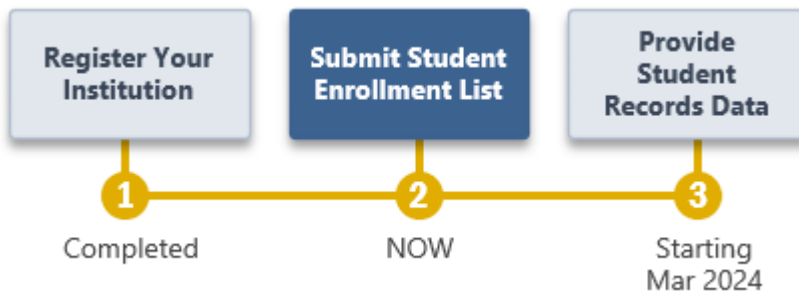 Register Your
Institution
Submit Student
Enrollment List
Provide
Student
Records Data
1
2
3
Completed
NOW
Starting
Mar 2024